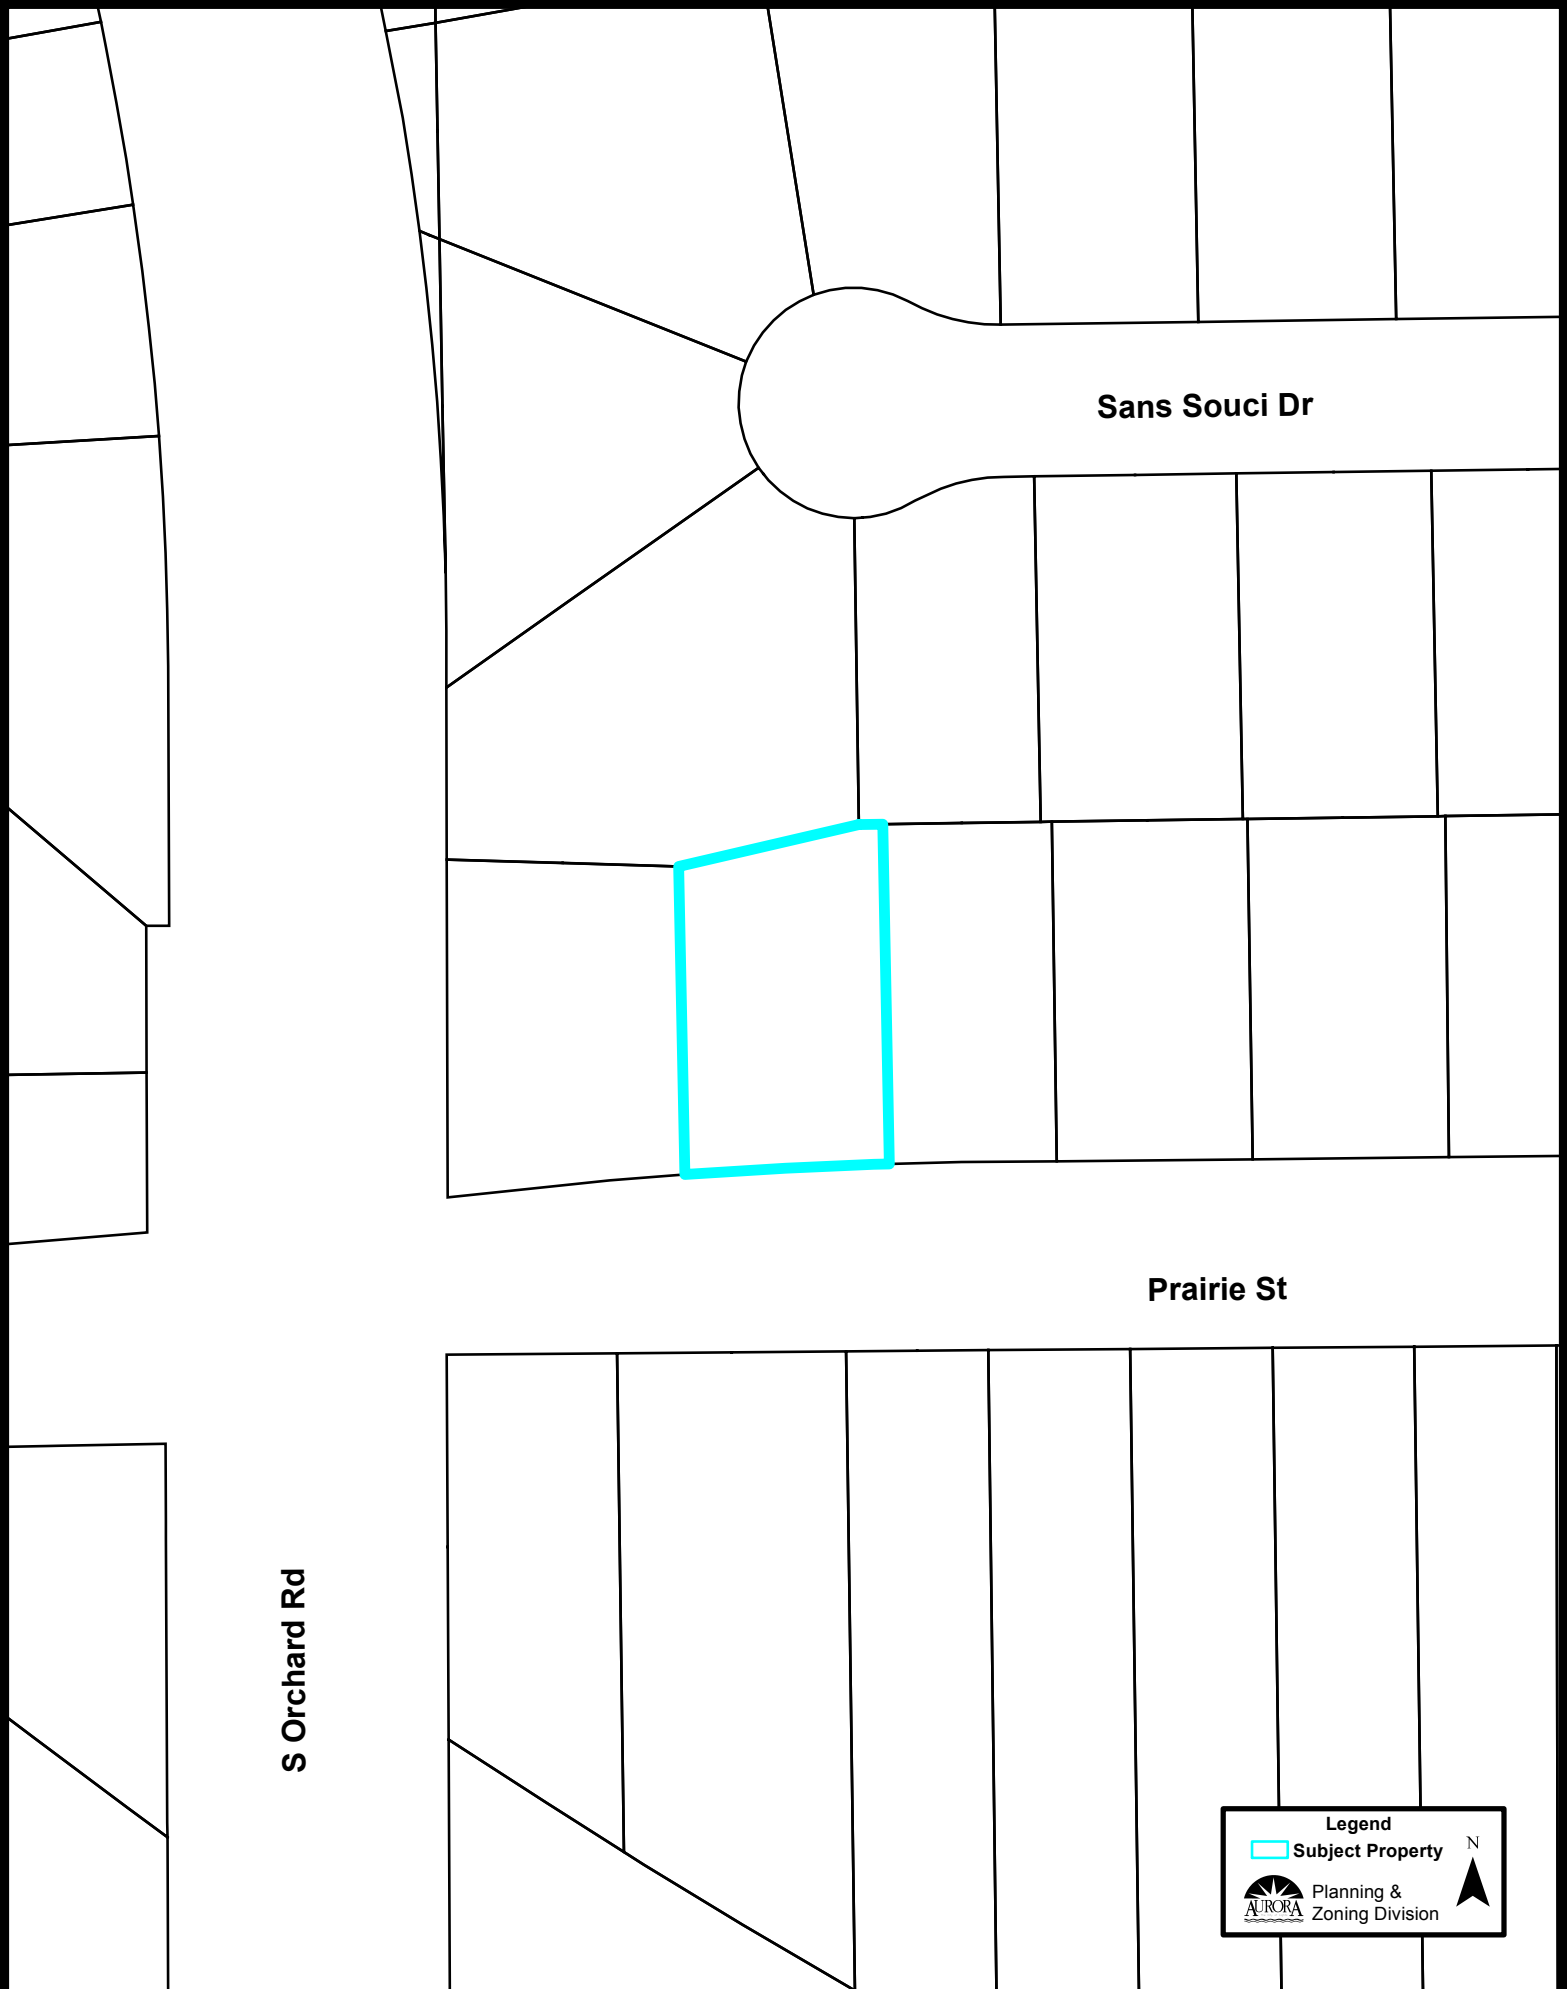 Sans Souci Dr
Prairie St
S Orchard Rd
Legend
Subject Property
N
AURORA
Planning &
Zoning Division